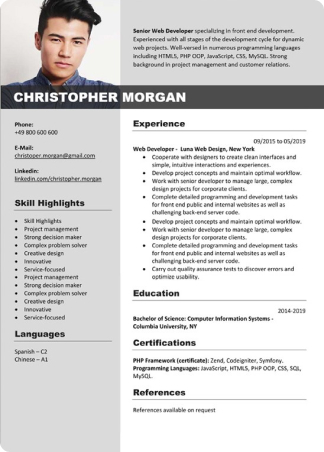 Senior Web Developer specializing in front end development.
Experienced with all stages of the development cycle for dynamic
web projects. Well-versed in numerous programming languages
including HTML5, PHP OOP, JavaScript, CSS, MySQL. Strong
background in project management and customer relations.
CHRISTOPHER MORGAN
Phone:
+49 800 600 600
E-Mail:
christoper.morgan@gmail.com
Linkedin:
linkedin.com/christopher.morgan
Skill Highlights
• Skill Highlights
• Project management
• Strong decision maker
• Complex problem solver
• Creative design
• Innovative
• Service-focused
• Project management
• Strong decision maker
• Complex problem solver
• Creative design
• Innovative
• Service-focused
Languages
Spanish – C2
Chinese – A1
Experience
09/2015 to 05/2019
Web Developer - Luna Web Design, New York
• Cooperate with designers to create clean interfaces and
simple, intuitive interactions and experiences.
• Develop project concepts and maintain optimal workflow.
• Work with senior developer to manage large, complex
design projects for corporate clients.
• Complete detailed programming and development tasks
for front end public and internal websites as well as
challenging back-end server code.
• Develop project concepts and maintain optimal workflow.
• Work with senior developer to manage large, complex
design projects for corporate clients.
• Complete detailed programming and development tasks
for front end public and internal websites as well as
challenging back-end server code.
• Carry out quality assurance tests to discover errors and
optimize usability.
Education
2014-2019
Bachelor of Science: Computer Information Systems -
Columbia University, NY
Certifications
PHP Framework (certificate): Zend, Codeigniter, Symfony.
Programming Languages: JavaScript, HTML5, PHP OOP, CSS, SQL,
MySQL.
References
References available on request